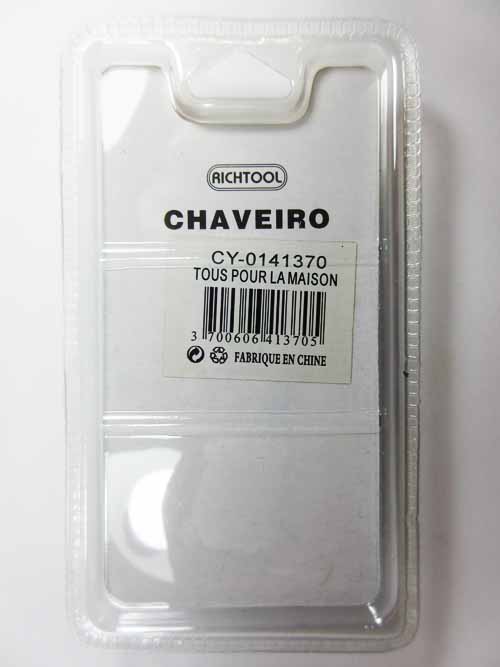 RICHTOOL
CHAVEIRO
CY-0141370
TOUS POUR LA MAISON
3 700606 413705
FABRIQUE EN CHINE